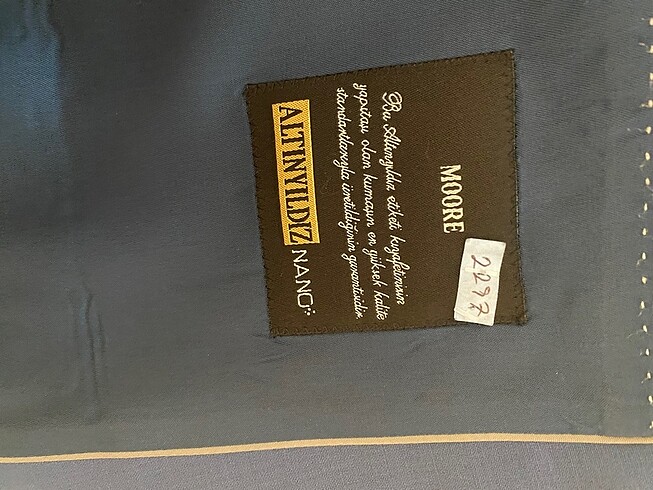 MOORE
Bu Altınyıldız etiketi kıyafetinizin
yapıtaşı olan kumaşın en yüksek kalite
standartlarıyla üretildiğinin garantisidir.
ALTINYILDIZ NANO
2297